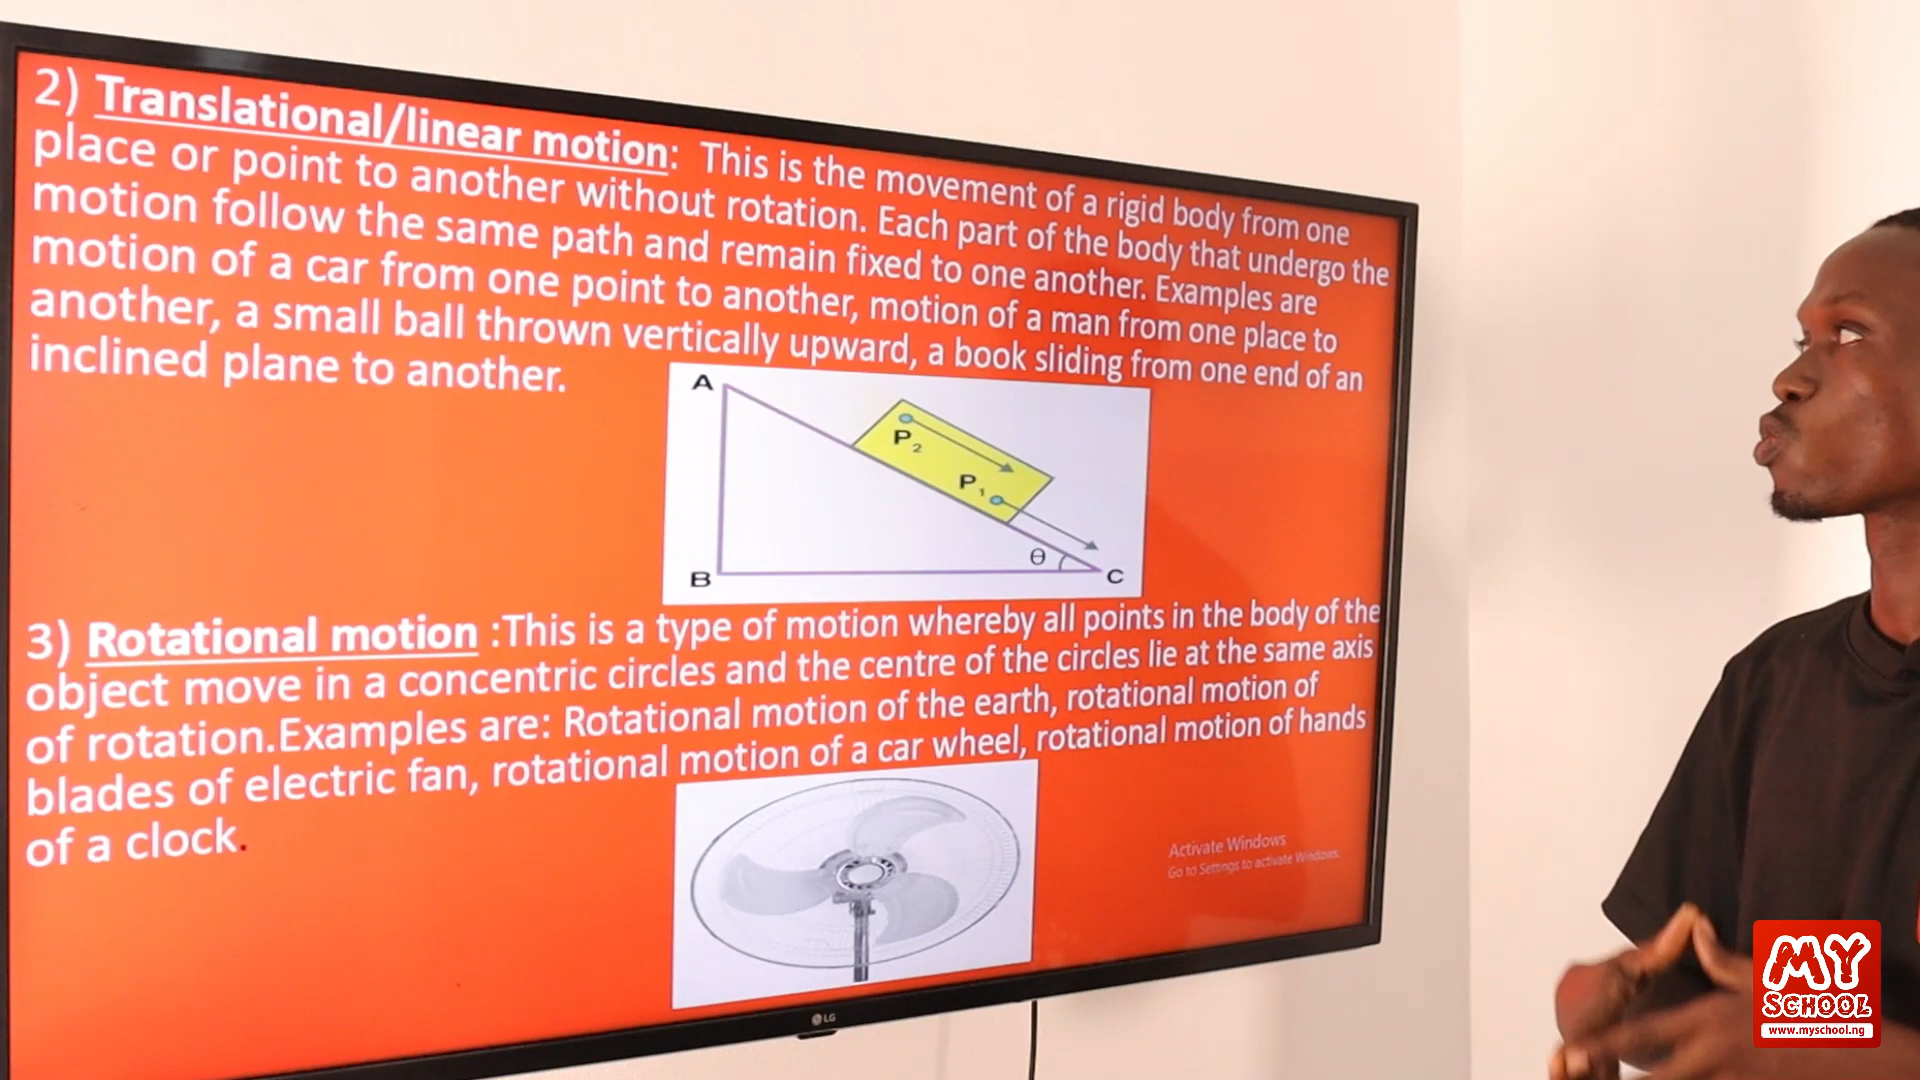 2) Translational/linear motion: This is the movement of a rigid body from one
place or point to another without rotation. Each part of the body that undergo the
motion follow the same path and remain fixed to one another. Examples are
motion of a car from one point to another, motion of a man from one place to
another, a small ball thrown vertically upward, a book sliding from one end of an
inclined plane to another.
A
P2
P1
θ
B
C
3) Rotational motion :This is a type of motion whereby all points in the body of the
object move in a concentric circles and the centre of the circles lie at the same axis
of rotation.Examples are: Rotational motion of the earth, rotational motion of
blades of electric fan, rotational motion of a car wheel, rotational motion of hands
of a clock.
Activate Windows
Go to Settings to activate Windows.
LG
MY
SCHOOL
www.myschool.ng